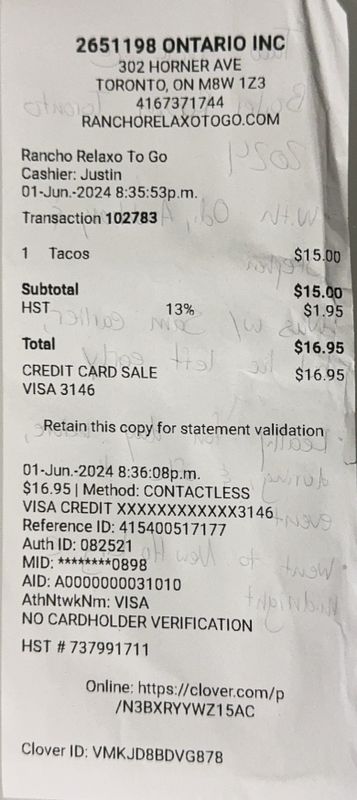 2651198 ONTARIO INC
302 HORNER AVE
TORONTO, ON M8W 1Z3
4167371744
RANCHORELAXOTOGO.COM
Rancho Relaxo To Go
Cashier: Justin
01-Jun.-2024 8:35:53p.m.
Transaction 102783
1 Tacos $15.00
Subtotal $15.00
HST 13% $1.95
Total $16.95
CREDIT CARD SALE $16.95
VISA 3146
Retain this copy for statement validation
01-Jun.-2024 8:36:08p.m.
$16.95 | Method: CONTACTLESS
VISA CREDIT XXXXXXXXXXXX3146
Reference ID: 415400517177
Auth ID: 082521
MID: ********0898
AID: A0000000031010
AthNtwkNm: VISA
NO CARDHOLDER VERIFICATION
HST # 737991711
Online: https://clover.com/p
/N3BXRYYWZ15AC
Clover ID: VMKJD8BDVG878